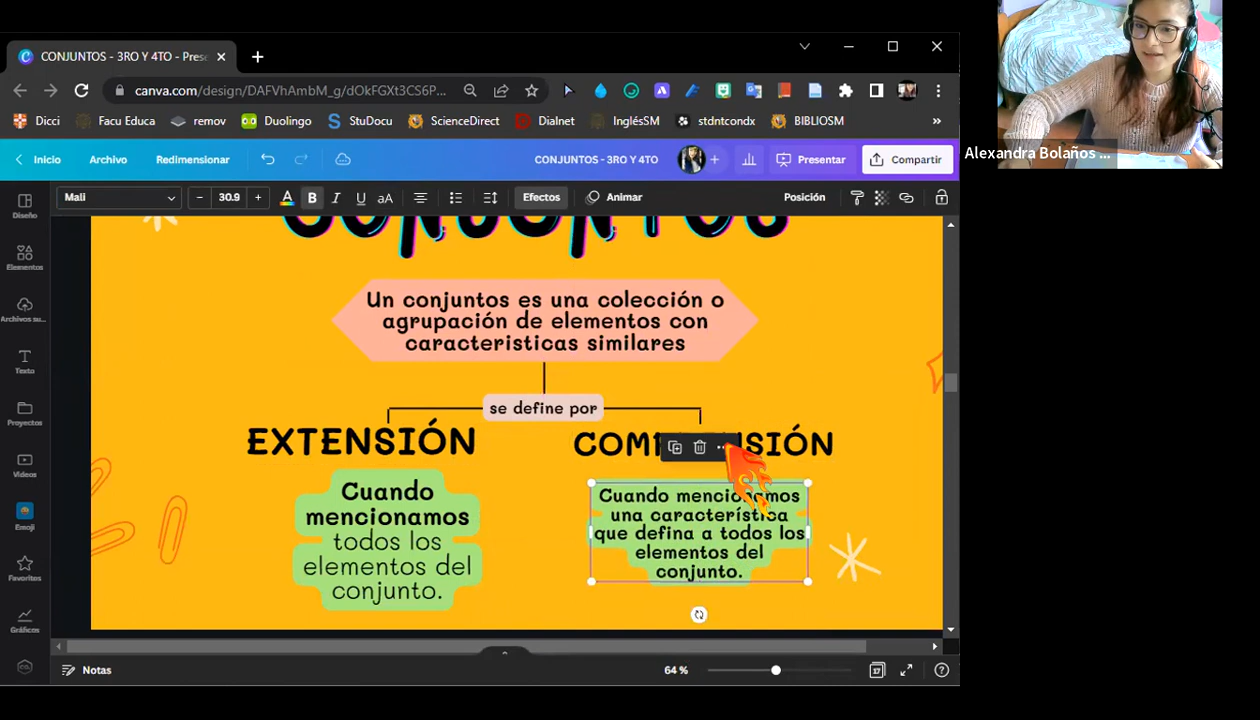 CONJUNTOS - 3RO Y 4TO - Prese
canva.com/design/DAFVhAmbM_g/dOkFGXt3CS6P...
Dicci
Facu Educa
remov
Duolingo
StuDocu
ScienceDirect
Dialnet
InglésSM
stdntcondx
BIBLIOSM
»
Alexandra Bolaños ...
Inicio
Archivo
Redimensionar
CONJUNTOS - 3RO Y 4TO
Presentar
Compartir
Mali
30.9
A
B
I
U
aA
Efectos
Animar
Posición
Diseño
Elementos
Archivos su...
Texto
Proyectos
Videos
Emoji
Favoritos
Gráficos
CONJUNTOS
Un conjuntos es una colección o
agrupación de elementos con
caracteristicas similares
se define por
EXTENSIÓN
Cuando
mencionamos
todos los
elementos del
conjunto.
Cuando mencionamos
una característica
que defina a todos los
elementos del
conjunto.
Notas
64 %
17